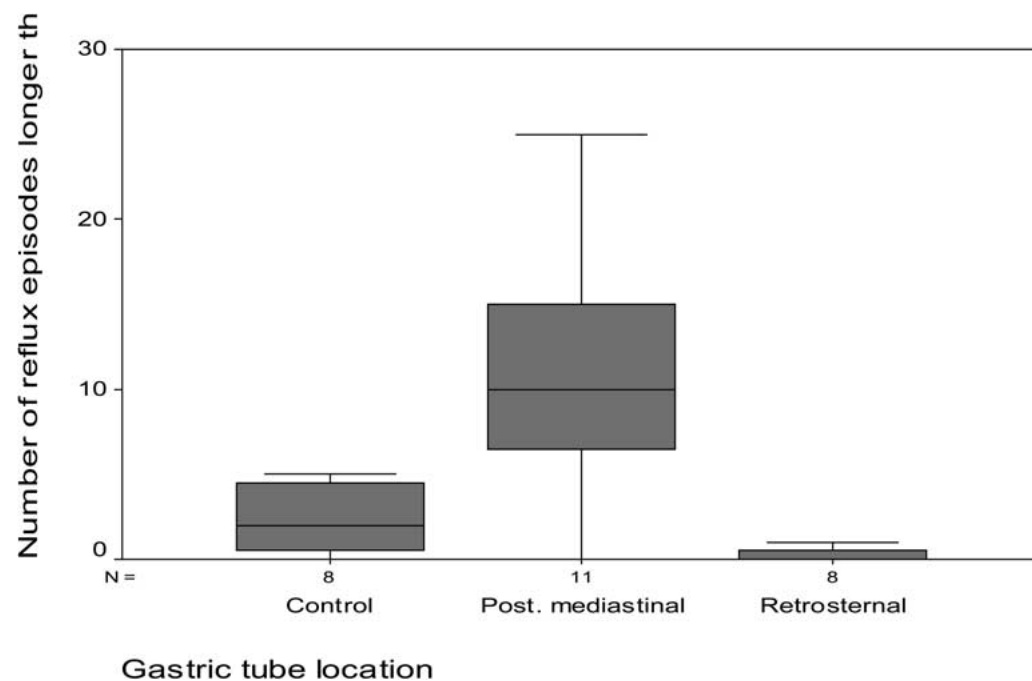 Number of reflux episodes longer th
30
20
10
0
N =
8
11
8
Control
Post. mediastinal
Retrosternal
Gastric tube location